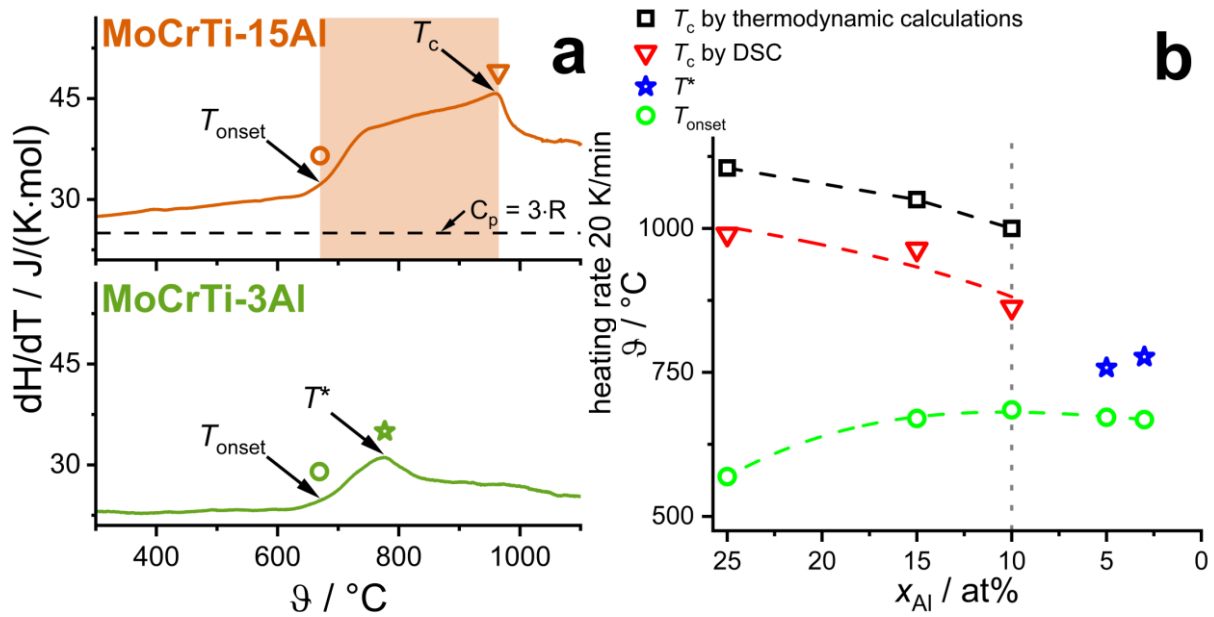 MoCrTi-15Al
a
T_c
T_onset
C_p = 3·R
45
30
MoCrTi-3Al
T*
T_onset
45
30
dH/dT / J/(K·mol)
400 600 800 1000
ϑ / °C
heating rate 20 K/min
b
T_c by thermodynamic calculations
T_c by DSC
T*
T_onset
1000
750
500
ϑ / °C
25 20 15 10 5 0
x_Al / at%